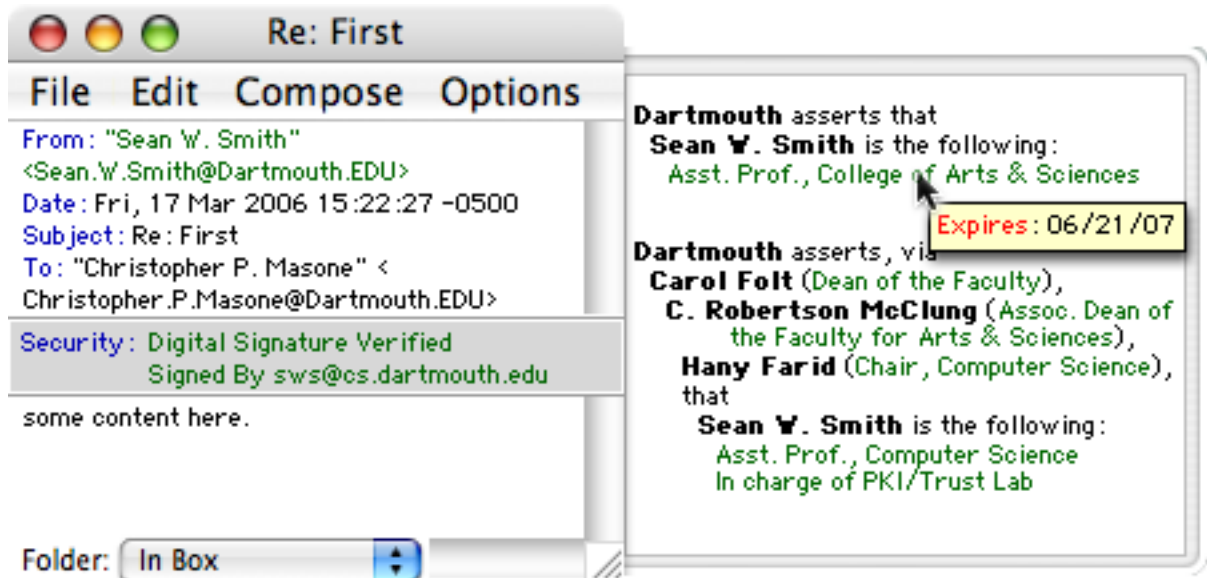 Re: First
File Edit Compose Options
From: "Sean W. Smith"
<Sean.W.Smith@Dartmouth.EDU>
Date: Fri, 17 Mar 2006 15:22:27 -0500
Subject: Re: First
To: "Christopher P. Masone" <
Christopher.P.Masone@Dartmouth.EDU>
Security: Digital Signature Verified
Signed By sws@cs.dartmouth.edu
some content here.
Folder: In Box
Dartmouth asserts that
Sean W. Smith is the following:
Asst. Prof., College of Arts & Sciences
Expires: 06/21/07
Dartmouth asserts, via
Carol Folt (Dean of the Faculty),
C. Robertson McClung (Assoc. Dean of
the Faculty for Arts & Sciences),
Hany Farid (Chair, Computer Science),
that
Sean W. Smith is the following:
Asst. Prof., Computer Science
In charge of PKI/Trust Lab